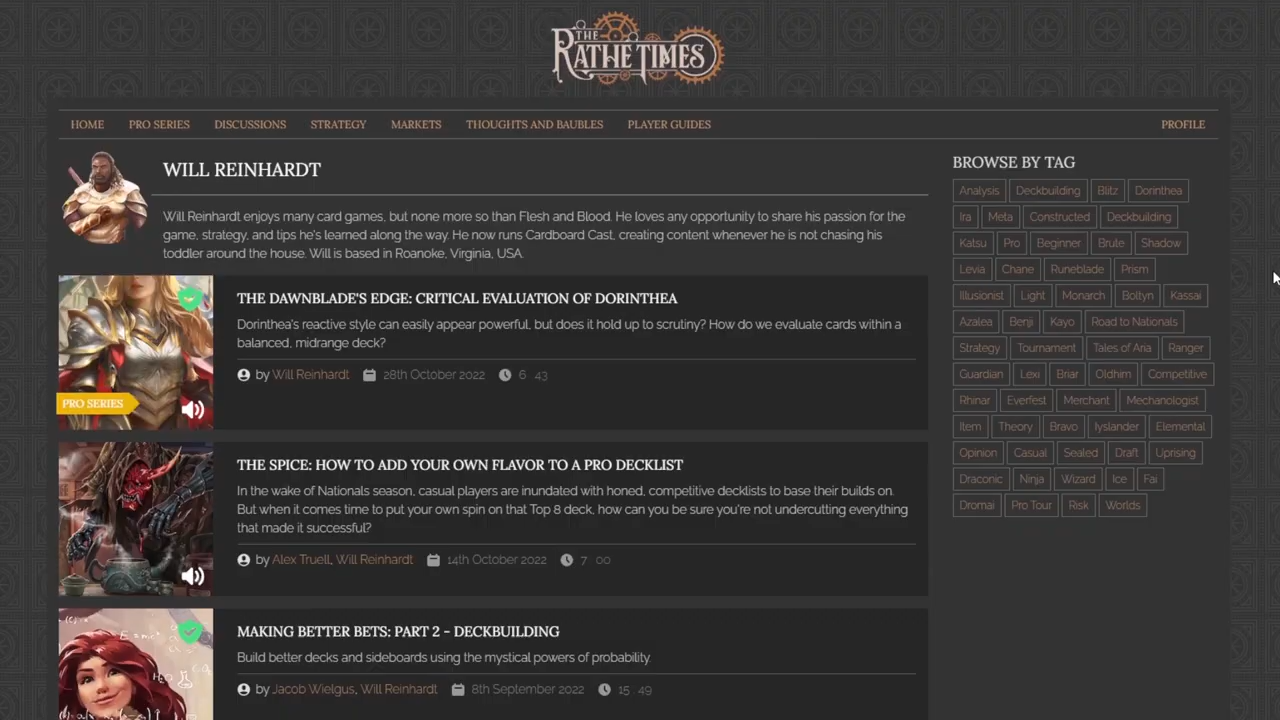 THE
RATHE TIMES
HOME PRO SERIES DISCUSSIONS STRATEGY MARKETS THOUGHTS AND BAUBLES PLAYER GUIDES PROFILE
WILL REINHARDT
Will Reinhardt enjoys many card games, but none more so than Flesh and Blood. He loves any opportunity to share his passion for the
game, strategy, and tips he's learned along the way. He now runs Cardboard Cast, creating content whenever he is not chasing his
toddler around the house. Will is based in Roanoke, Virginia, USA.
THE DAWNBLADE'S EDGE: CRITICAL EVALUATION OF DORINTHEA
Dorinthea's reactive style can easily appear powerful, but does it hold up to scrutiny? How do we evaluate cards within a
balanced, midrange deck?
by Will Reinhardt 28th October 2022 6 : 43
PRO SERIES
THE SPICE: HOW TO ADD YOUR OWN FLAVOR TO A PRO DECKLIST
In the wake of Nationals season, casual players are inundated with honed, competitive decklists to base their builds on.
But when it comes time to put your own spin on that Top 8 deck, how can you be sure you're not undercutting everything
that made it successful?
by Alex Truell, Will Reinhardt 14th October 2022 7 : 00
MAKING BETTER BETS: PART 2 - DECKBUILDING
Build better decks and sideboards using the mystical powers of probability.
by Jacob Wielgus, Will Reinhardt 8th September 2022 15 : 49
BROWSE BY TAG
Analysis Deckbuilding Blitz Dorinthea
Ira Meta Constructed Deckbuilding
Katsu Pro Beginner Brute Shadow
Levia Chane Runeblade Prism
Illusionist Light Monarch Boltyn Kassai
Azalea Benji Kayo Road to Nationals
Strategy Tournament Tales of Aria Ranger
Guardian Lexi Briar Oldhim Competitive
Rhinar Everfest Merchant Mechanologist
Item Theory Bravo Iyslander Elemental
Opinion Casual Sealed Draft Uprising
Draconic Ninja Wizard Ice Fai
Dromai Pro Tour Risk Worlds